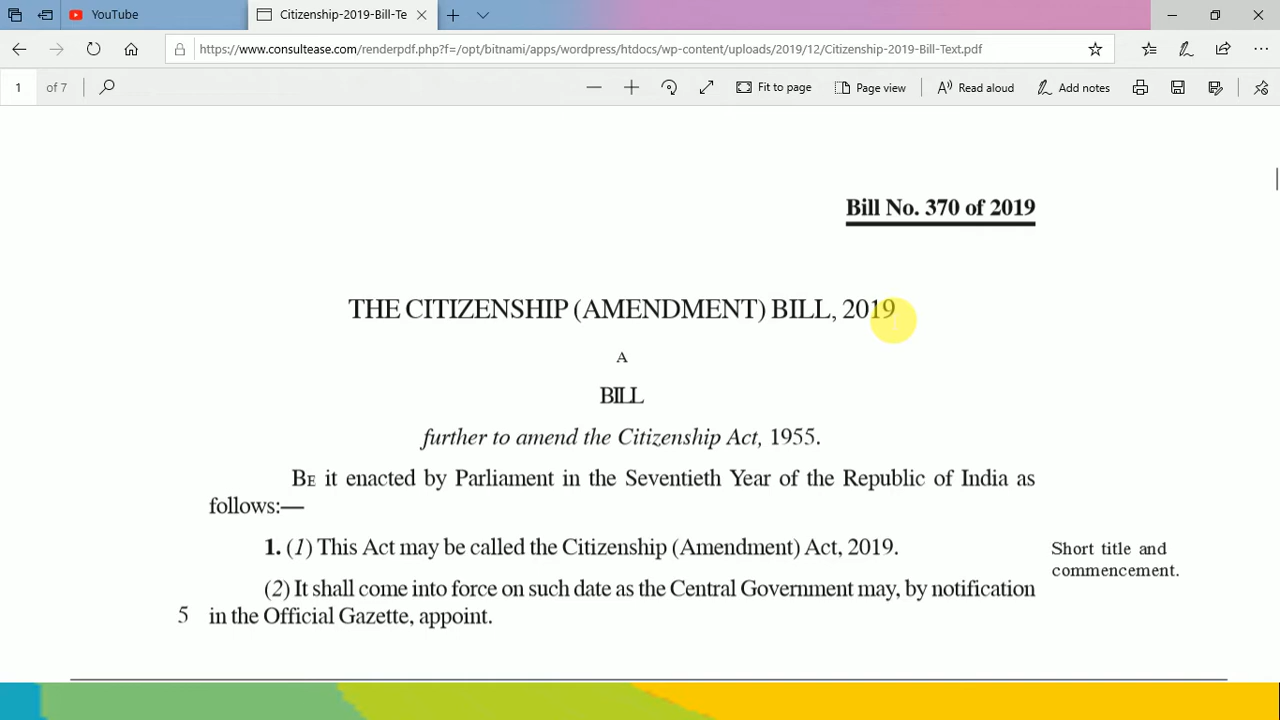 YouTube
Citizenship-2019-Bill-Te
https://www.consultease.com/renderpdf.php?f=/opt/bitnami/apps/wordpress/htdocs/wp-content/uploads/2019/12/Citizenship-2019-Bill-Text.pdf
1 of 7
Fit to page
Page view
Read aloud
Add notes
Bill No. 370 of 2019
THE CITIZENSHIP (AMENDMENT) BILL, 2019
A
BILL
further to amend the Citizenship Act, 1955.
BE it enacted by Parliament in the Seventieth Year of the Republic of India as
follows:—
1. (1) This Act may be called the Citizenship (Amendment) Act, 2019.
Short title and
commencement.
(2) It shall come into force on such date as the Central Government may, by notification
5 in the Official Gazette, appoint.